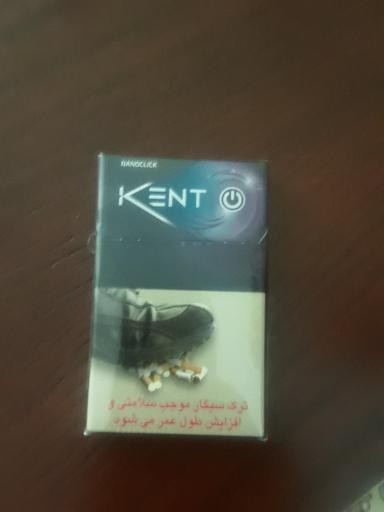 NANOCLICK
KENT
ترک سیگار موجب سلامتی و
افزایش طول عمر می شود